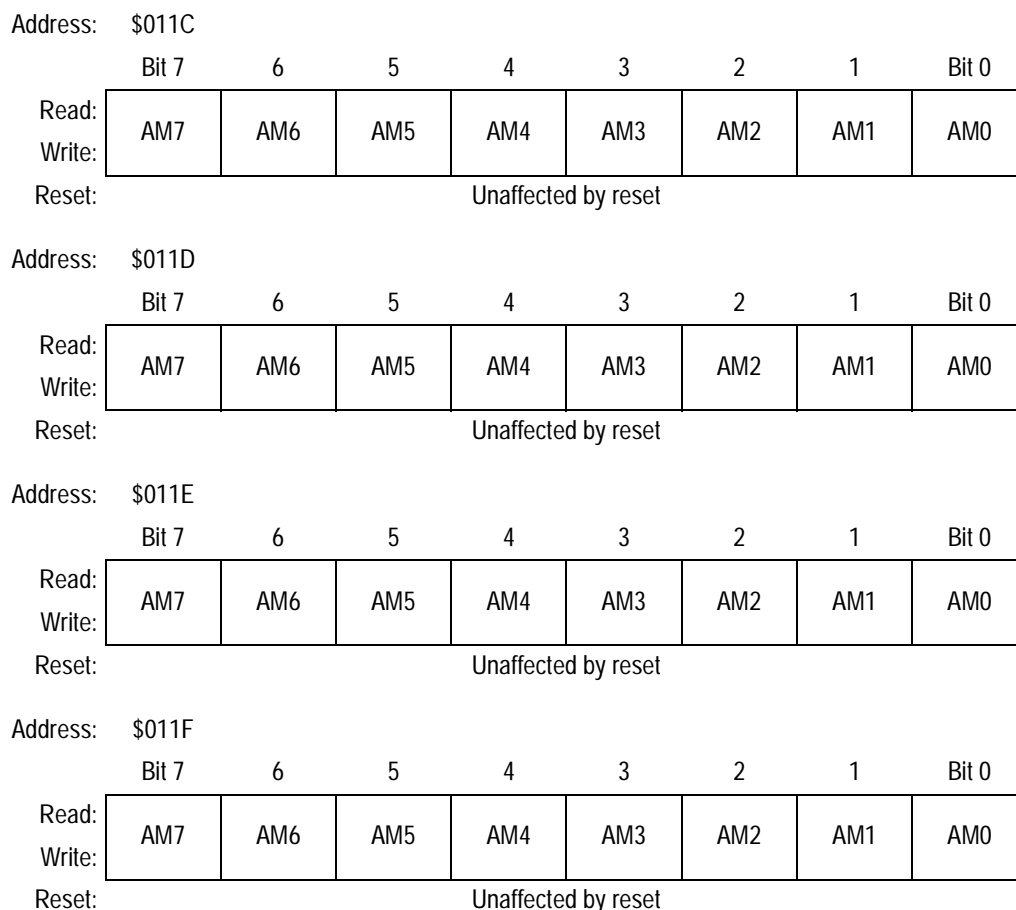 Address: $011C
Bit 7 6 5 4 3 2 1 Bit 0
Read:
AM7 AM6 AM5 AM4 AM3 AM2 AM1 AM0
Write:
Reset: Unaffected by reset
Address: $011D
Bit 7 6 5 4 3 2 1 Bit 0
Read:
AM7 AM6 AM5 AM4 AM3 AM2 AM1 AM0
Write:
Reset: Unaffected by reset
Address: $011E
Bit 7 6 5 4 3 2 1 Bit 0
Read:
AM7 AM6 AM5 AM4 AM3 AM2 AM1 AM0
Write:
Reset: Unaffected by reset
Address: $011F
Bit 7 6 5 4 3 2 1 Bit 0
Read:
AM7 AM6 AM5 AM4 AM3 AM2 AM1 AM0
Write:
Reset: Unaffected by reset